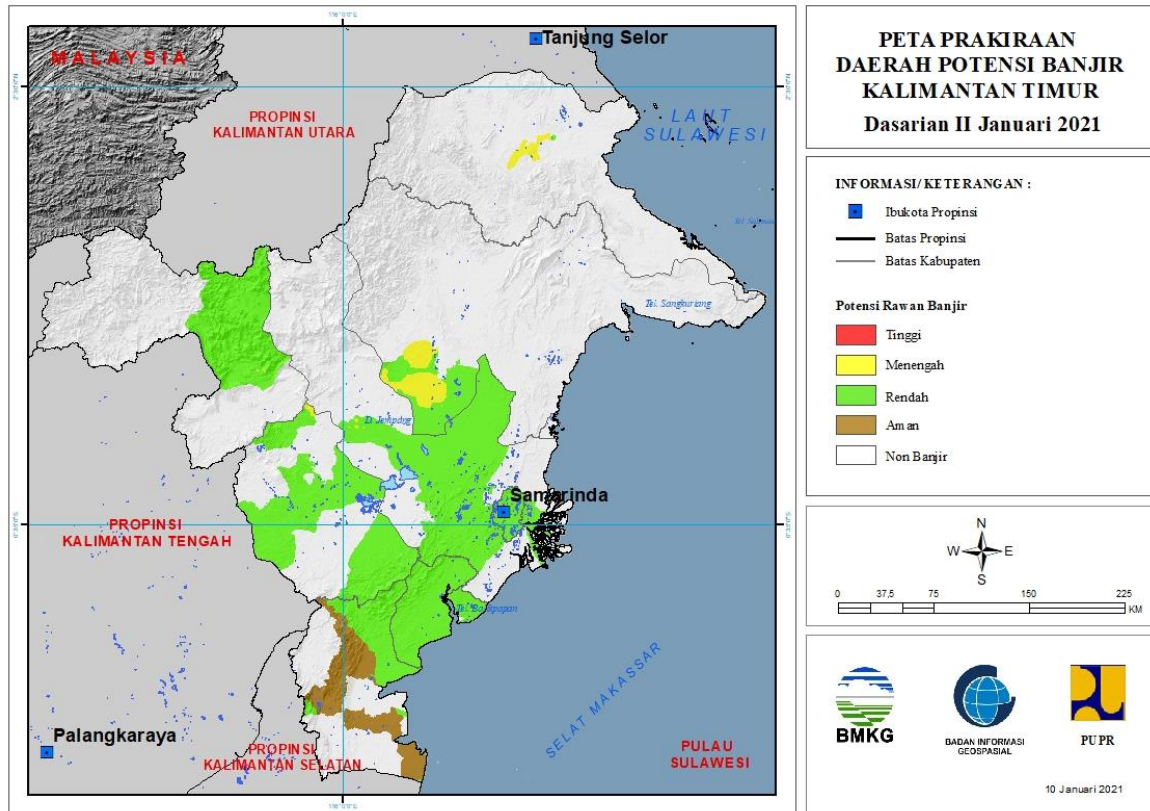 MALAYSIA
Tanjung Selor
PROPINSI
KALIMANTAN UTARA
LAUT
SULAWESI
Tel. Sangkuriang
D. Jempang
Samarinda
PROPINSI
KALIMANTAN TENGAH
Tel. Balikpapan
SELAT MAKASSAR
Palangkaraya
PROPINSI
KALIMANTAN SELATAN
PULAU
SULAWESI
PETA PRAKIRAAN
DAERAH POTENSI BANJIR
KALIMANTAN TIMUR
Dasarian II Januari 2021
INFORMASI/ KETERANGAN :
Ibukota Propinsi
Batas Propinsi
Batas Kabupaten
Potensi Rawan Banjir
Tinggi
Menengah
Rendah
Aman
Non Banjir
N
W E
S
0 37,5 75 150 225
KM
BMKG
BADAN INFORMASI
GEOSPASIAL
PUPR
10 Januari 2021